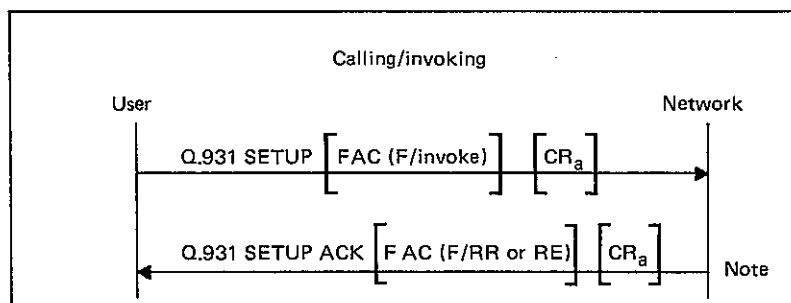 Calling/invoking
User Network
Q.931 SETUP [FAC (F/invoke)] [CRa]
Q.931 SETUP ACK [F AC (F/RR or RE)] [CRa] Note